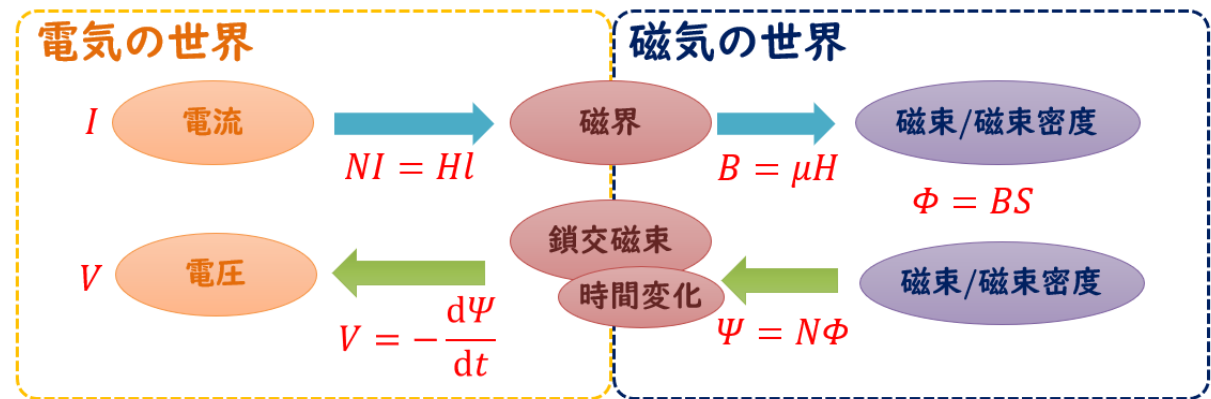 電気の世界
磁気の世界
I
電流
NI = Hl
磁界
B = μH
磁束/磁束密度
Φ = BS
V
電圧
V = − dΨ/dt
鎖交磁束
時間変化
Ψ = NΦ
磁束/磁束密度